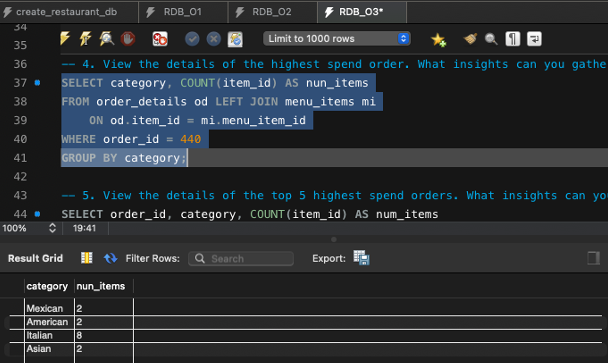 create_restaurant_db RDB_O1 RDB_O2 RDB_O3*
34
35 Limit to 1000 rows
36 -- 4. View the details of the highest spend order. What insights can you gathe
37 SELECT category, COUNT(item_id) AS nun_items
38 FROM order_details od LEFT JOIN menu_items mi
39 ON od.item_id = mi.menu_item_id
40 WHERE order_id = 440
41 GROUP BY category;
42
43 -- 5. View the details of the top 5 highest spend orders. What insights can yo
44 SELECT order_id, category, COUNT(item_id) AS num_items
100% 19:41
Result Grid Filter Rows: Search Export:
category nun_items
Mexican 2
American 2
Italian 8
Asian 2